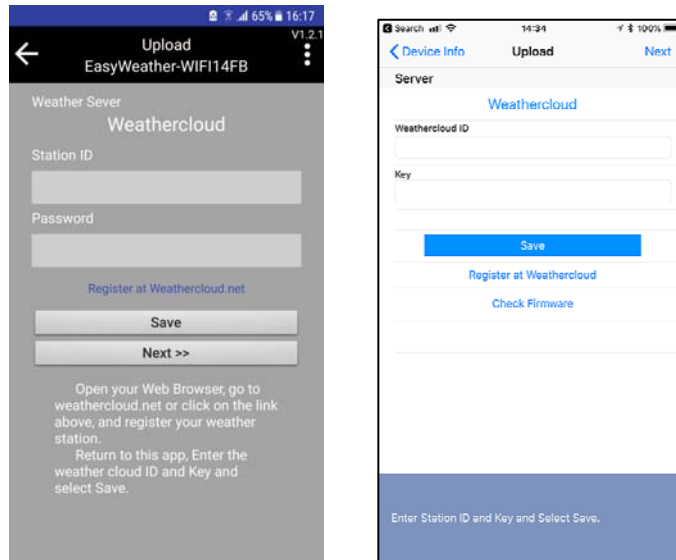 65% 16:17
V1.2.1
Upload
EasyWeather-WIFI14FB
Weather Sever
Weathercloud
Station ID
Password
Register at Weathercloud.net
Save
Next >>
Open your Web Browser, go to
weathercloud.net or click on the link
above, and register your weather
station.
Return to this app, Enter the
weather cloud ID and Key and
select Save.
Search 14:34 100%
Device Info Upload Next
Server
Weathercloud
Weathercloud ID
Key
Save
Register at Weathercloud
Check Firmware
Enter Station ID and Key and Select Save.